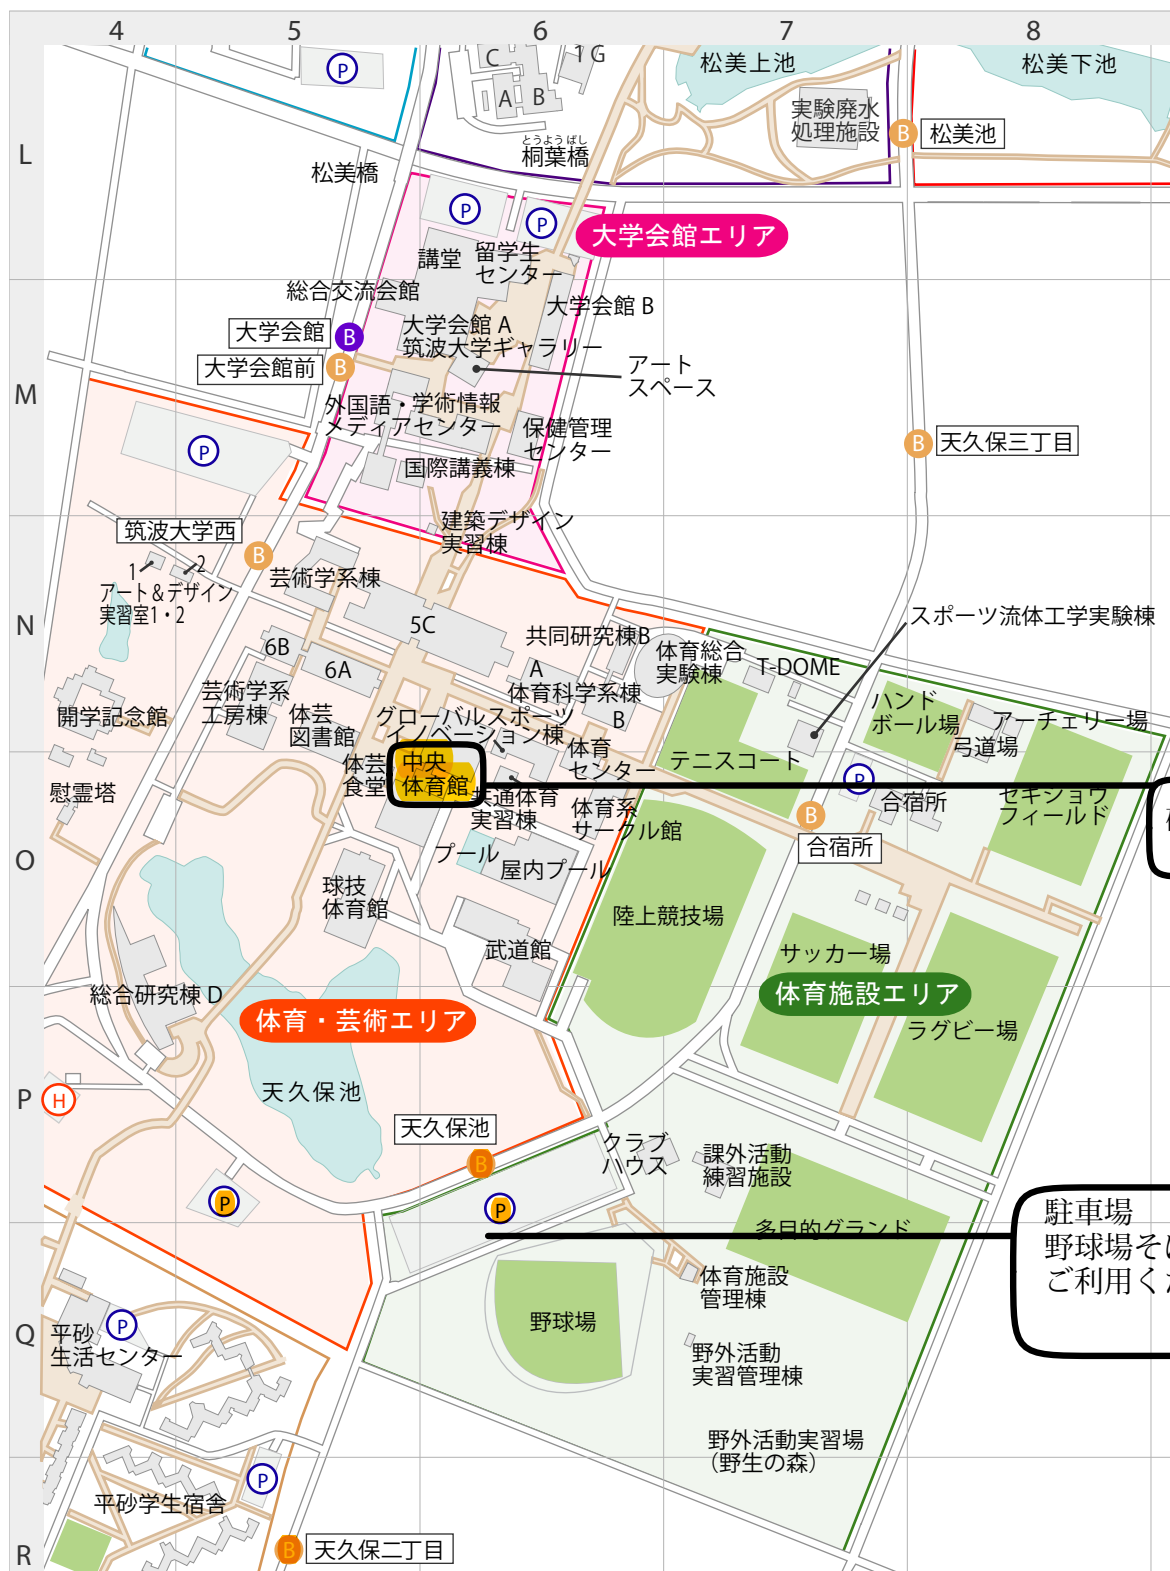 4 5 6 7 8
L
M
N
O
P
Q
R
P
C
A
B
1G
とうようばし
桐葉橋
松美上池
松美下池
実験廃水
処理施設
B 松美池
松美橋
P
P
大学会館エリア
講堂
留学生
センター
総合交流会館
大学会館 B
大学会館 B
大学会館 A
筑波大学ギャラリー
大学会館前 B
アート
スペース
外国語・学術情報
メディアセンター
保健管理
センター
B 天久保三丁目
P
国際講義棟
建築デザイン
実習棟
筑波大学西
B
1
2
アート&デザイン
実習室1・2
芸術学系棟
5C
共同研究棟B
スポーツ流体工学実験棟
体育総合
実験棟
T-DOME
6B
6A
A
体育科学系棟
B
芸術学系
工房棟
体芸
図書館
グローバルスポーツ
イノベーション棟
ハンド
ボール場
アーチェリー場
弓道場
開学記念館
体育
センター
テニスコート
体芸
食堂
中央
体育館
P
慰霊塔
共通体育
実習棟
体育系
サークル館
合宿所
セキショウ
フィールド
B
合宿所
プール
屋内プール
球技
体育館
陸上競技場
武道館
サッカー場
総合研究棟 D
体育・芸術エリア
体育施設エリア
ラグビー場
H
天久保池
天久保池
B
クラブ
ハウス
課外活動
練習施設
P
P
多目的グランド
駐車場
野球場そ
ご利用く
体育施設
管理棟
野球場
P
平砂
生活センター
野外活動
実習管理棟
野外活動実習場
（野生の森）
P
平砂学生宿舎
B 天久保二丁目